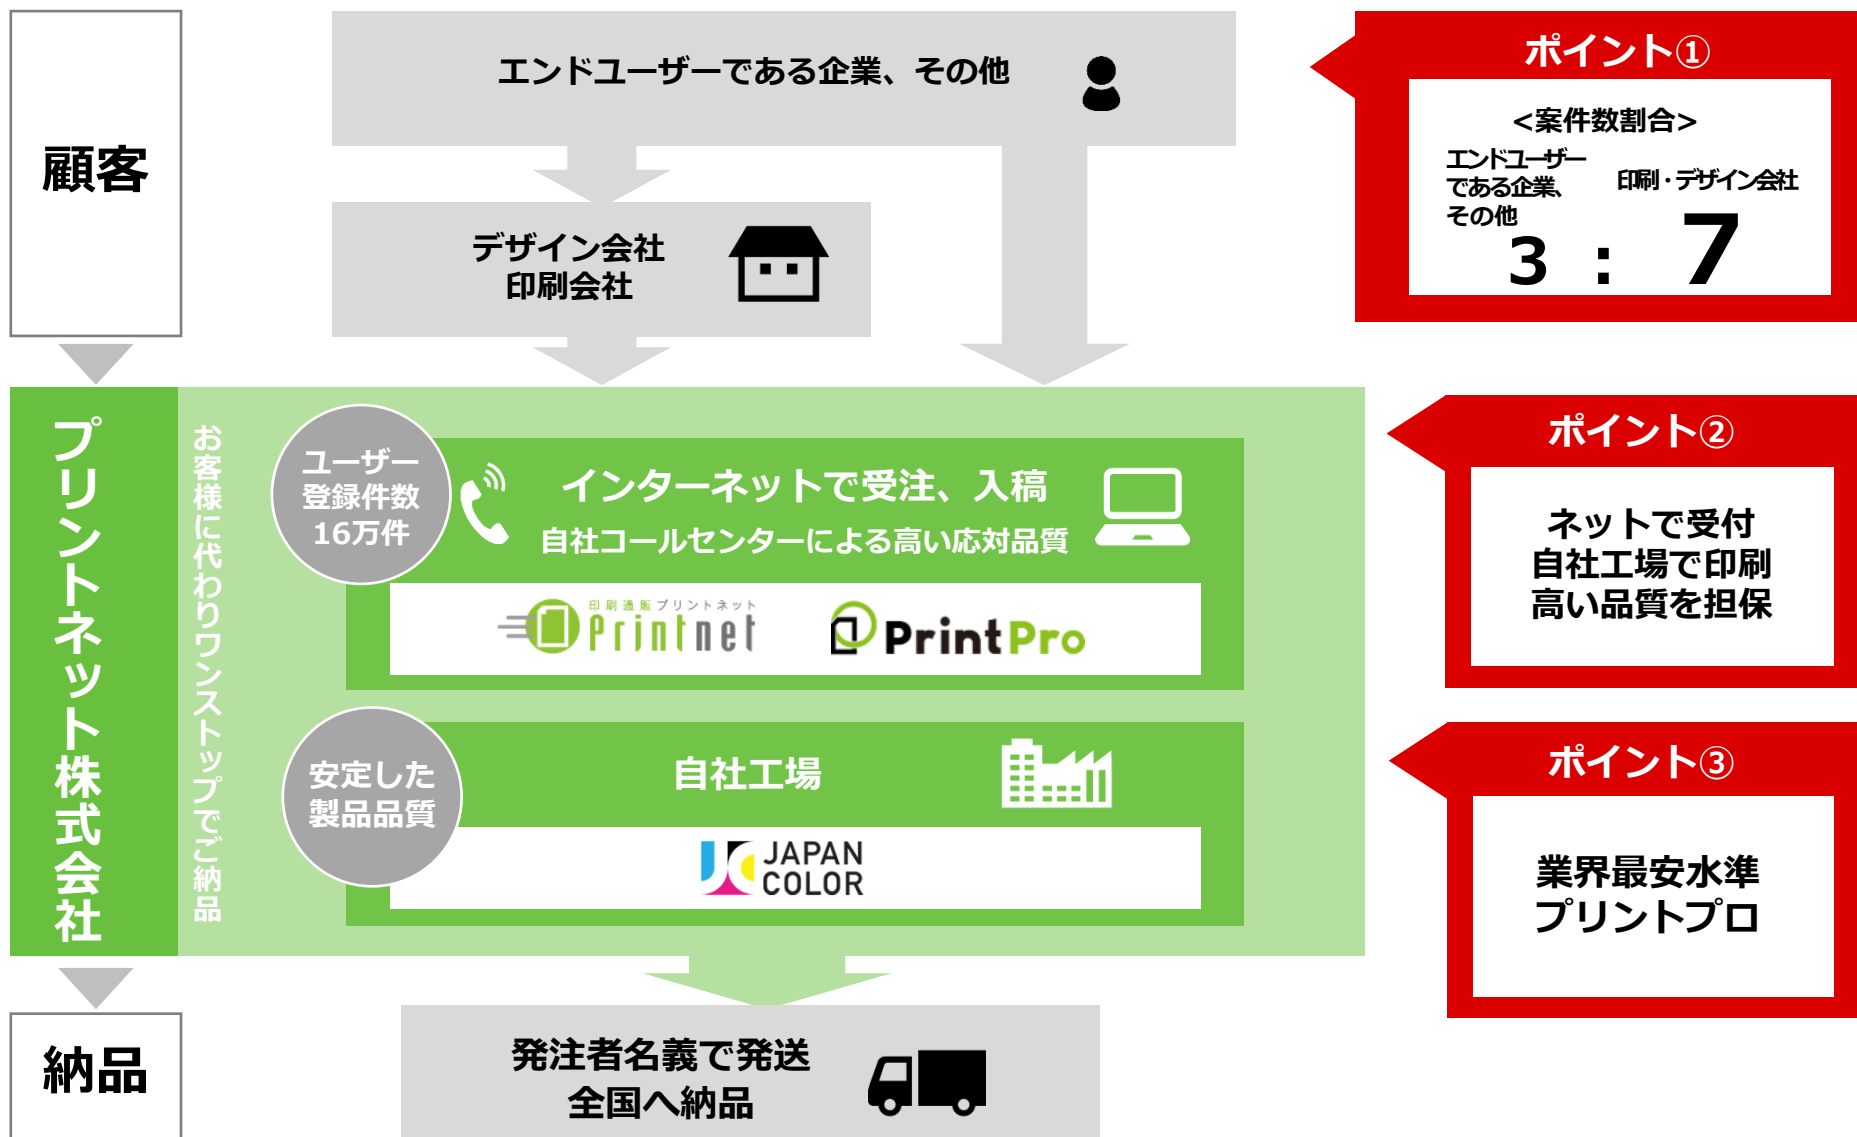 顧客
エンドユーザーである企業、その他
デザイン会社
印刷会社
ポイント①
<案件数割合>
エンドユーザー
である企業、
その他
印刷・デザイン会社
3 : 7
プリントネット株式会社
お客様に代わりワンストップでご納品
ユーザー
登録件数
16万件
インターネットで受注、入稿
自社コールセンターによる高い応対品質
印刷通販プリントネット
Printnet
PrintPro
ポイント②
ネットで受付
自社工場で印刷
高い品質を担保
安定した
製品品質
自社工場
JAPAN
COLOR
ポイント③
業界最安水準
プリントプロ
納品
発注者名義で発送
全国へ納品